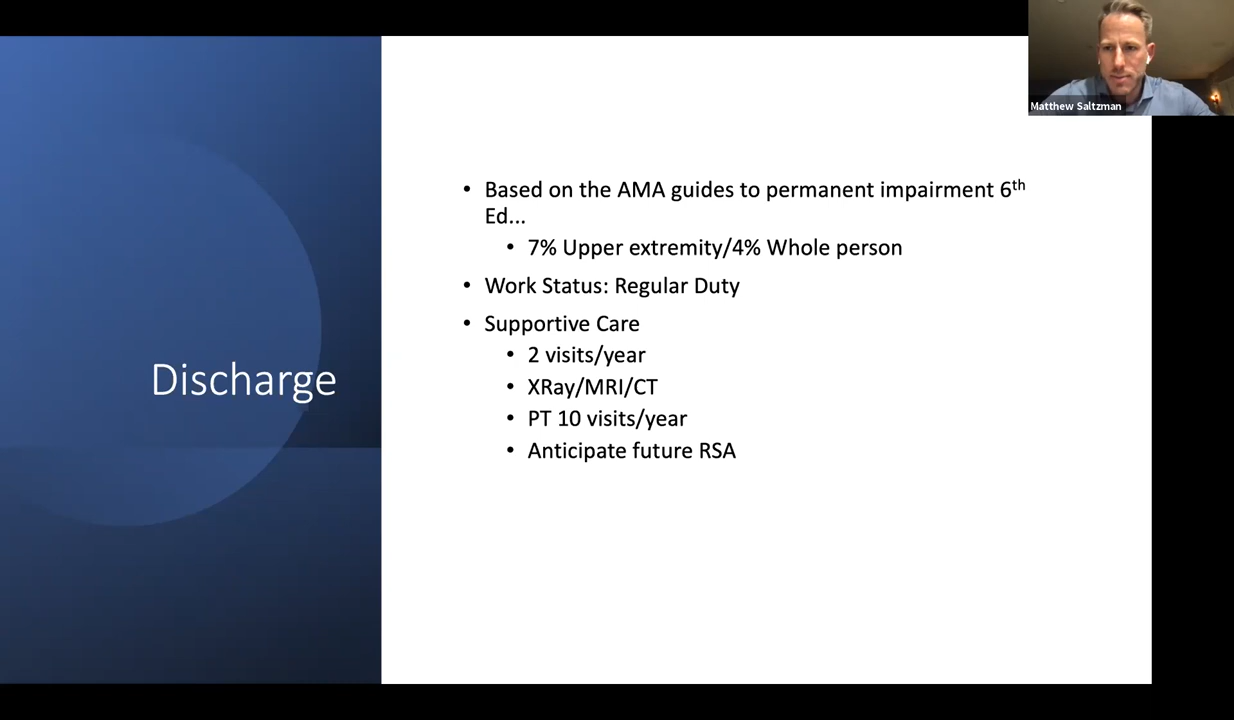 Matthew Saltzman
Discharge
• Based on the AMA guides to permanent impairment 6th
Ed...
• 7% Upper extremity/4% Whole person
• Work Status: Regular Duty
• Supportive Care
• 2 visits/year
• XRay/MRI/CT
• PT 10 visits/year
• Anticipate future RSA